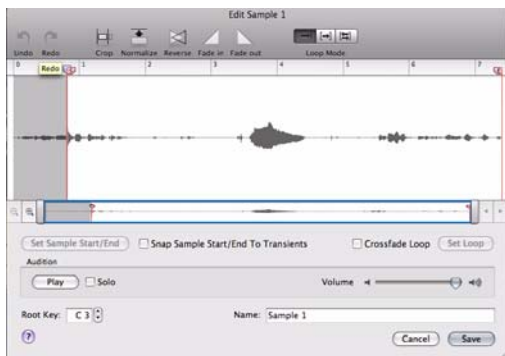 Edit Sample 1
Undo Redo Crop Normalize Reverse Fade in Fade out Loop Mode
Redo
0 1 2 3 4 5 6 7
Set Sample Start/End Snap Sample Start/End To Transients Crossfade Loop Set Loop
Audition
Play Solo Volume
Root Key: C 3 Name: Sample 1
? Cancel Save